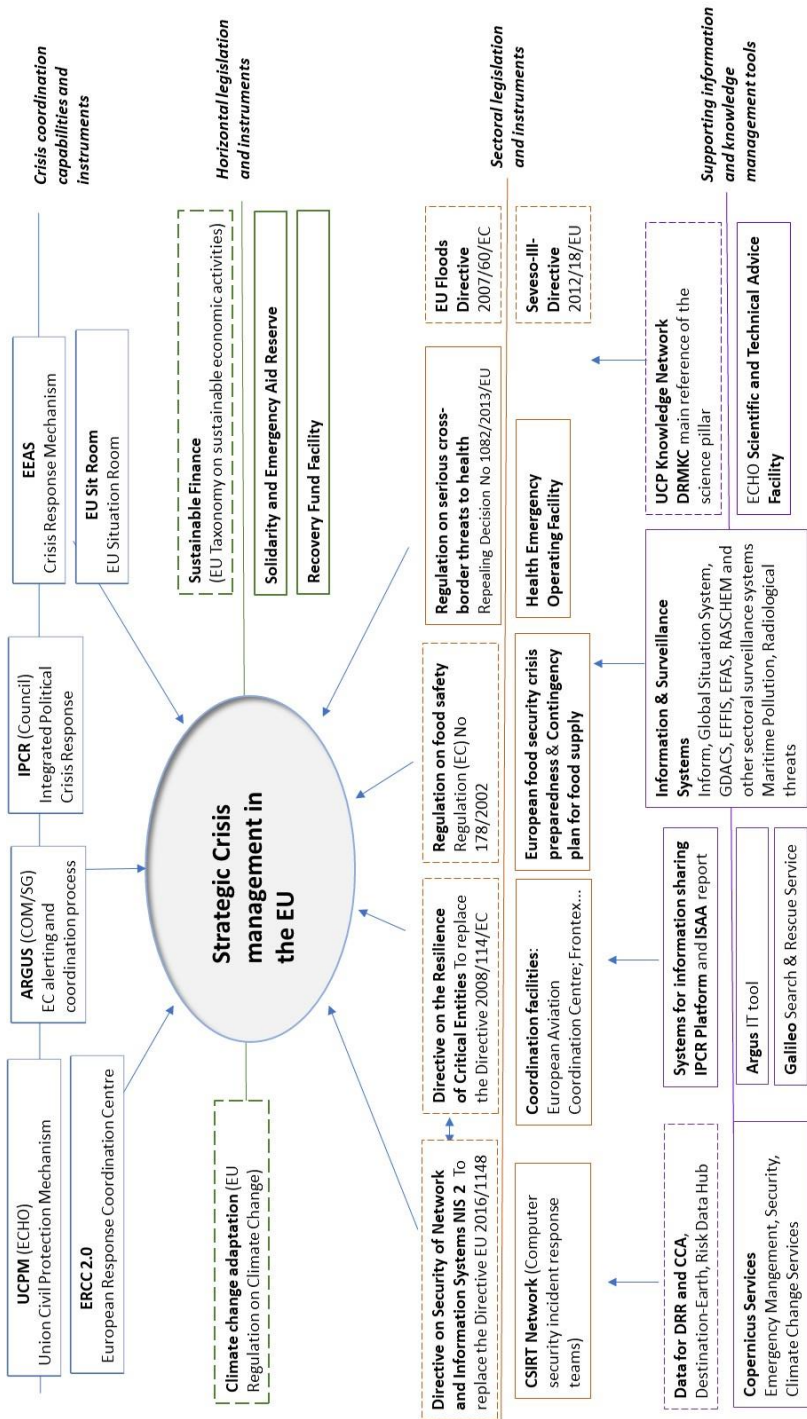 Crisis coordination
capabilities and
instruments
UCPM (ECHO)
Union Civil Protection Mechanism
ERCC 2.0
European Response Coordination Centre
ARGUS (COM/SG)
EC alerting and
coordination process
IPCR (Council)
Integrated Political
Crisis Response
EEAS
Crisis Response Mechanism
EU Sit Room
EU Situation Room
Horizontal legislation
and instruments
Climate change adaptation (EU
Regulation on Climate Change)
Strategic Crisis
management in
the EU
Sustainable Finance
(EU Taxonomy on sustainable economic activities)
Solidarity and Emergency Aid Reserve
Recovery Fund Facility
Sectoral legislation
and instruments
Directive on Security of Network
and Information Systems NIS 2 To
replace the Directive EU 2016/1148
Directive on the Resilience
of Critical Entities To replace
the Directive 2008/114/EC
Regulation on food safety
Regulation (EC) No
178/2002
Regulation on serious cross-
border threats to health
Repealing Decision No 1082/2013/EU
EU Floods
Directive
2007/60/EC
CSIRT Network (Computer
security incident response
teams)
Coordination facilities:
European Aviation
Coordination Centre; Frontex...
European food security crisis
preparedness & Contingency
plan for food supply
Health Emergency
Operating Facility
Seveso-III-
Directive
2012/18/EU
Supporting information
and knowledge
management tools
Data for DRR and CCA,
Destination-Earth, Risk Data Hub
Copernicus Services
Emergency Mangement, Security,
Climate Change Services
Systems for information sharing
IPCR Platform and ISAA report
Argus IT tool
Galileo Search & Rescue Service
Information & Surveillance
Systems
Inform, Global Situation System,
GDACS, EFFIS, EFAS, RASCHEM and
other sectoral surveillance systems
Maritime Pollution, Radiological
threats
UCP Knowledge Network
DRMKC main reference of the
science pillar
ECHO Scientific and Technical Advice
Facility